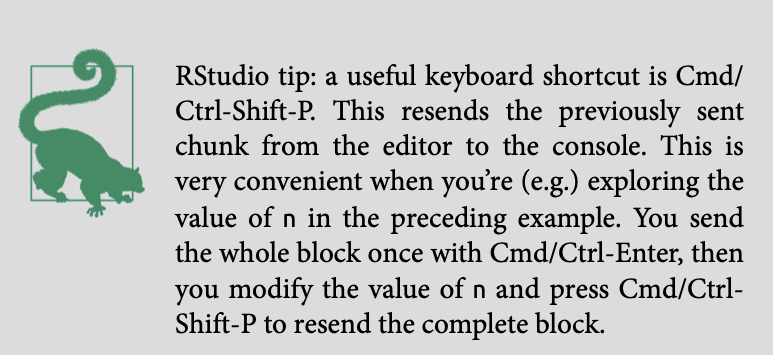 RStudio tip: a useful keyboard shortcut is Cmd/
Ctrl-Shift-P. This resends the previously sent
chunk from the editor to the console. This is
very convenient when you’re (e.g.) exploring the
value of n in the preceding example. You send
the whole block once with Cmd/Ctrl-Enter, then
you modify the value of n and press Cmd/Ctrl-
Shift-P to resend the complete block.